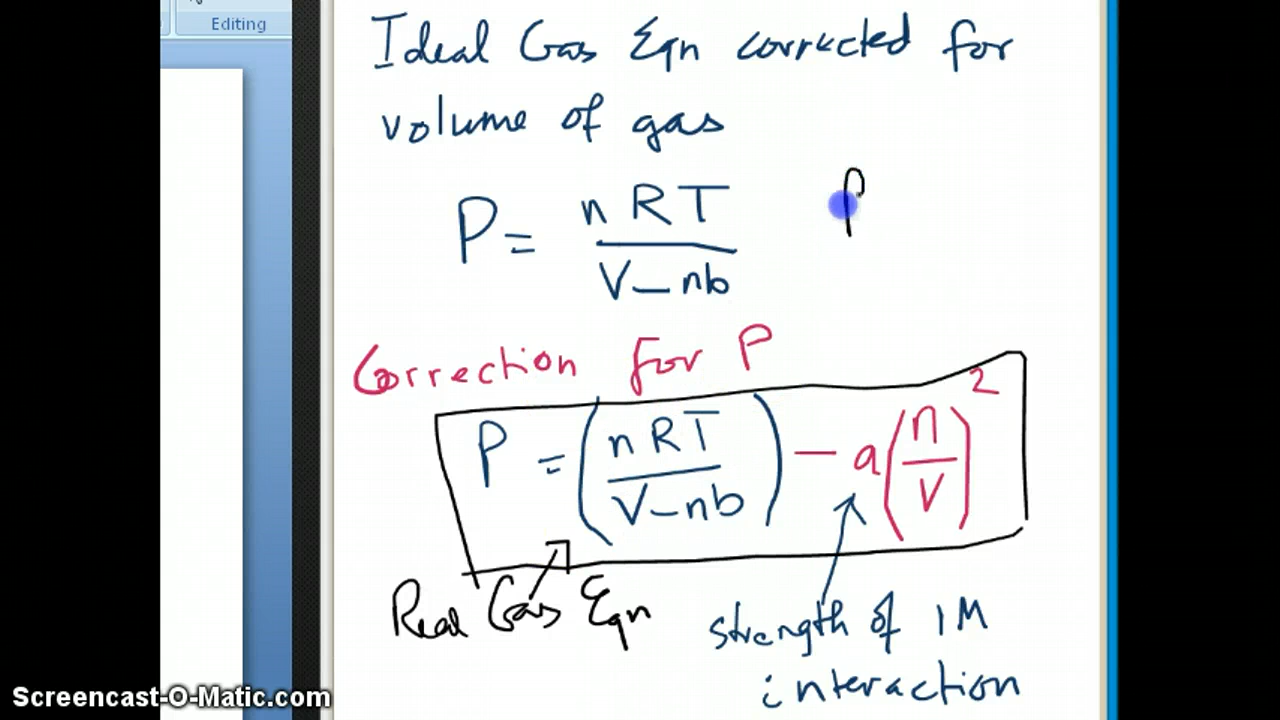 Editing
Ideal Gas Eqn corrected for
volume of gas
P = nRT / V - nb
P
Correction for P
P = (nRT / V - nb) - a(n / V)²
Real Gas Eqn
strength of IM
interaction
Screencast-O-Matic.com